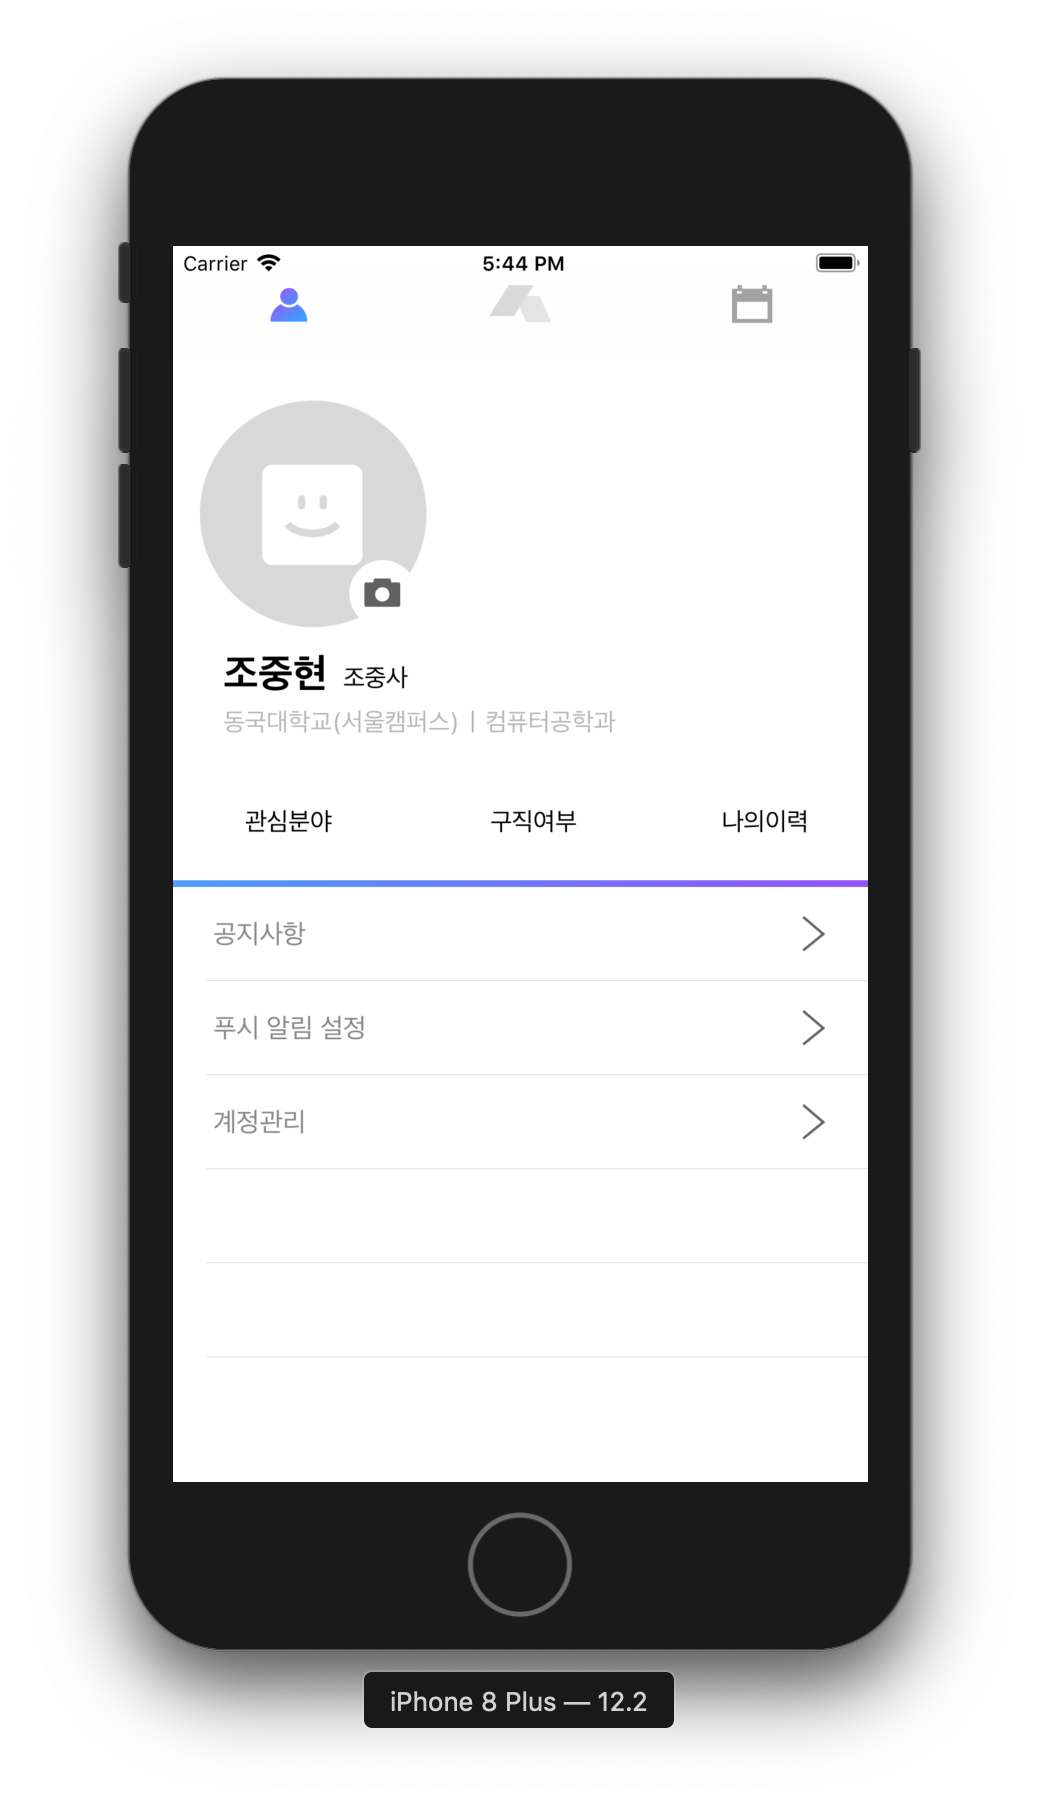 Carrier 5:44 PM
조중현 조중사
동국대학교(서울캠퍼스) | 컴퓨터공학과
관심분야 구직여부 나의이력
공지사항
푸시 알림 설정
계정관리
iPhone 8 Plus — 12.2